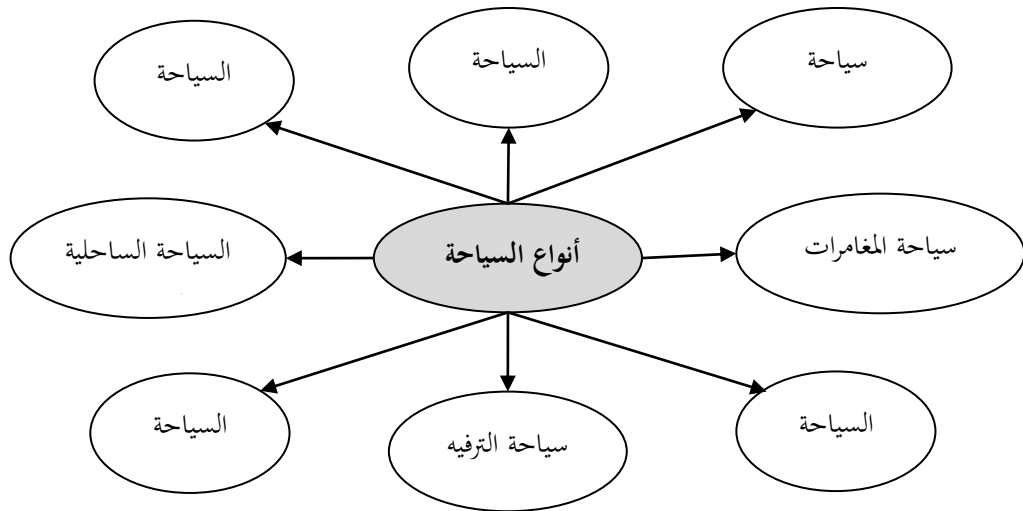 سياحة
السياحة
السياحة
سياحة المغامرات
أنواع السياحة
السياحة الساحلية
السياحة
سياحة الترفيه
السياحة